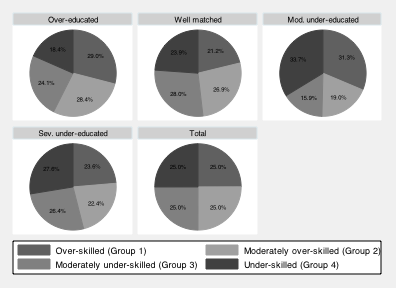 Over-educated
Well matched
Mod. under-educated
18.4%
29.0%
24.1%
28.4%
23.9%
21.2%
28.0%
26.9%
33.7%
31.3%
15.9%
19.0%
Sev. under-educated
Total
27.6%
23.6%
26.4%
22.4%
25.0%
25.0%
25.0%
25.0%
Over-skilled (Group 1)
Moderately over-skilled (Group 2)
Moderately under-skilled (Group 3)
Under-skilled (Group 4)